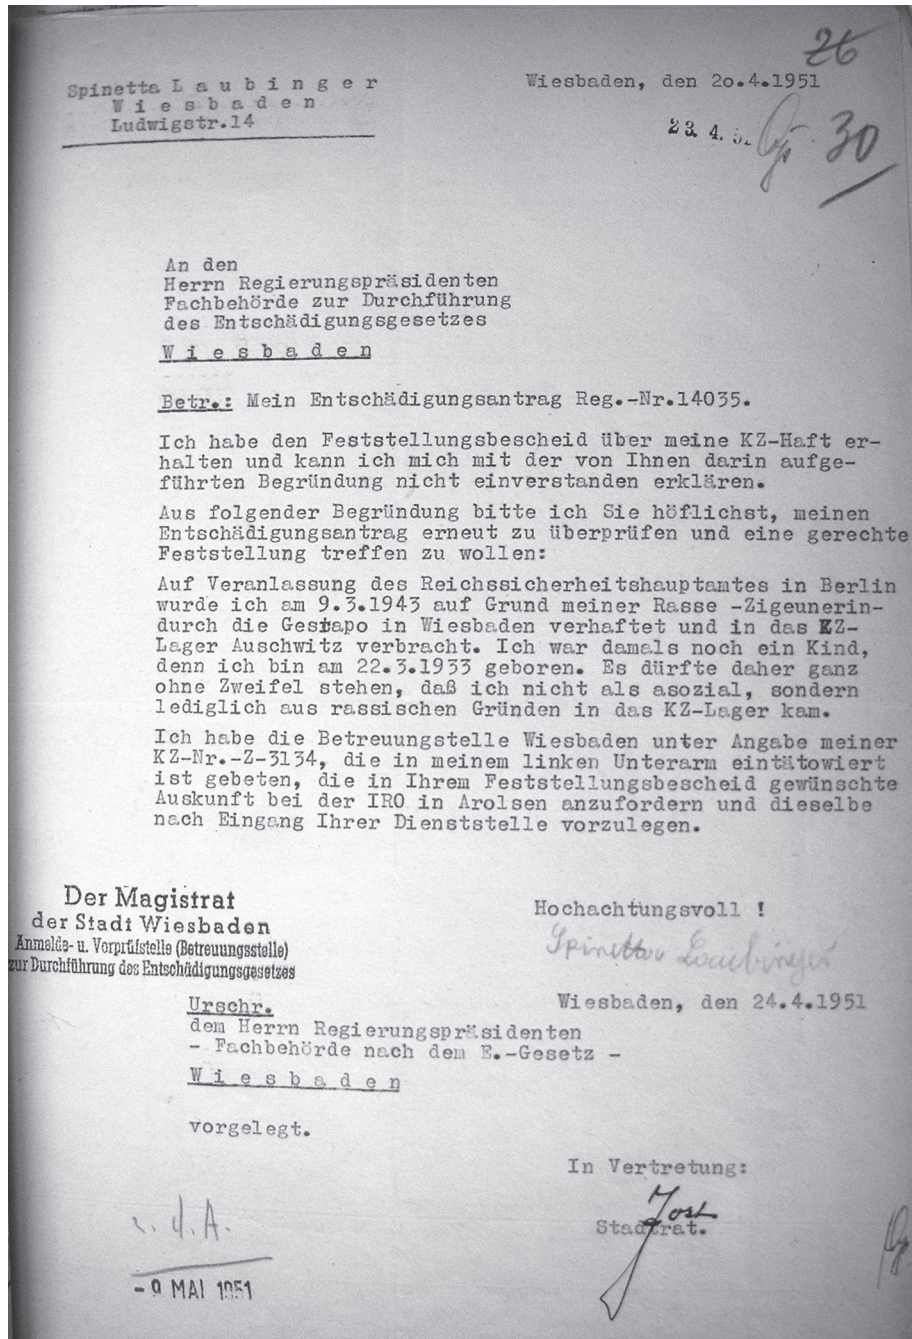 26
Spinetta L a u b i n g e r
W i e s b a d e n
Ludwigstr.14
Wiesbaden, den 20.4.1951
23. 4. 51.
30
An den
Herrn Regierungspräsidenten
Fachbehörde zur Durchführung
des Entschädigungsgesetzes
W i e s b a d e n
Betr.: Mein Entschädigungsantrag Reg.-Nr.14035.
Ich habe den Feststellungsbescheid über meine KZ-Haft er-
halten und kann ich mich mit der von Ihnen darin aufge-
führten Begründung nicht einverstanden erklären.
Aus folgender Begründung bitte ich Sie höflichst, meinen
Entschädigungsantrag erneut zu überprüfen und eine gerechte
Feststellung treffen zu wollen:
Auf Veranlassung des Reichssicherheitshauptamtes in Berlin
wurde ich am 9.3.1943 auf Grund meiner Rasse -Zigeunerin-
durch die Gestapo in Wiesbaden verhaftet und in das KZ-
Lager Auschwitz verbracht. Ich war damals noch ein Kind,
denn ich bin am 22.3.1933 geboren. Es dürfte daher ganz
ohne Zweifel stehen, daß ich nicht als asozial, sondern
lediglich aus rassischen Gründen in das KZ-Lager kam.
Ich habe die Betreuungstelle Wiesbaden unter Angabe meiner
KZ-Nr.-Z-3134, die in meinem linken Unterarm eintätowiert
ist gebeten, die in Ihrem Feststellungsbescheid gewünschte
Auskunft bei der IRO in Arolsen anzufordern und dieselbe
nach Eingang Ihrer Dienststelle vorzulegen.
Der Magistrat
der Stadt Wiesbaden
Anmelde- u. Vorprüfstelle (Betreuungsstelle)
zur Durchführung des Entschädigungsgesetzes
Hochachtungsvoll !
Spinetta Laubinger
Urschr.
Wiesbaden, den 24.4.1951
dem Herrn Regierungspräsidenten
- Fachbehörde nach dem E.-Gesetz -
W i e s b a d e n
vorgelegt.
In Vertretung:
Jost
Stadtrat.
z. d. A.
- 9 MAI 1951